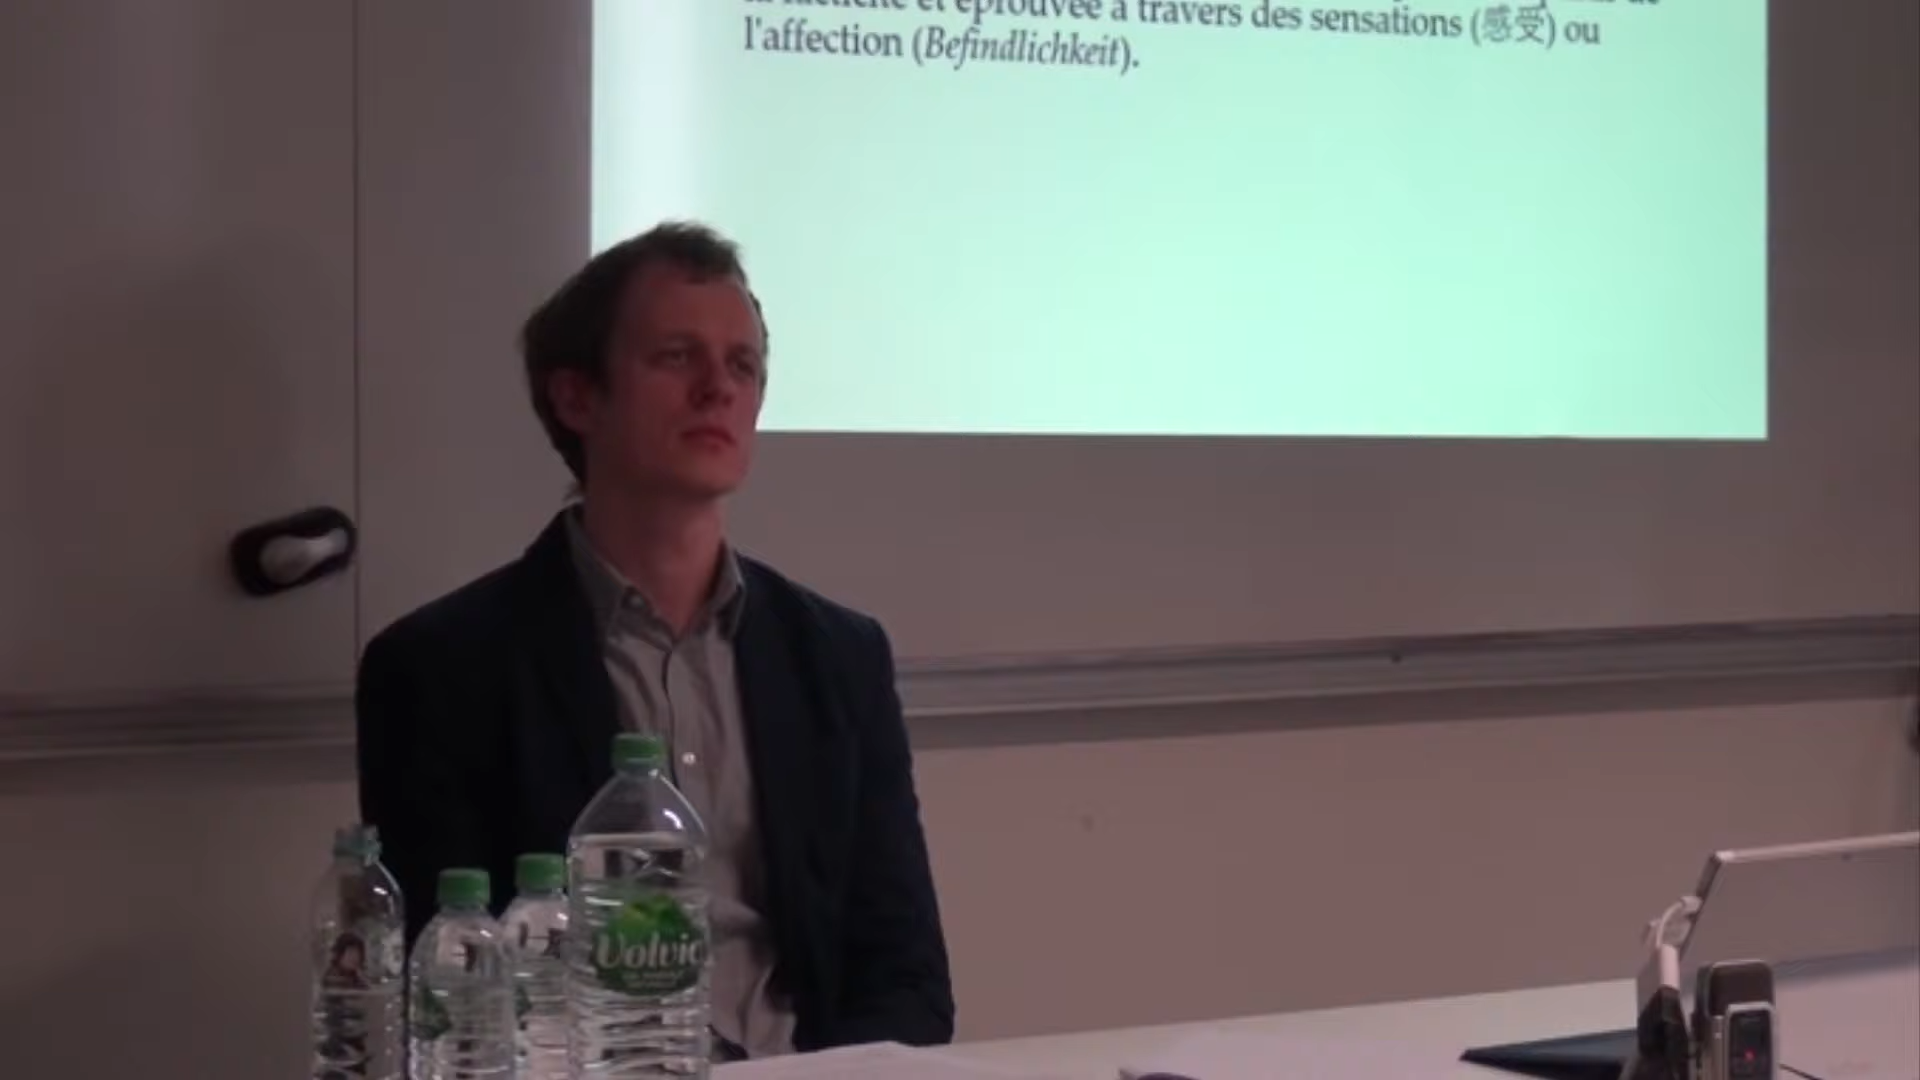 et éprouvée à travers des sensations (感受) ou
l'affection (Befindlichkeit).
Volvic